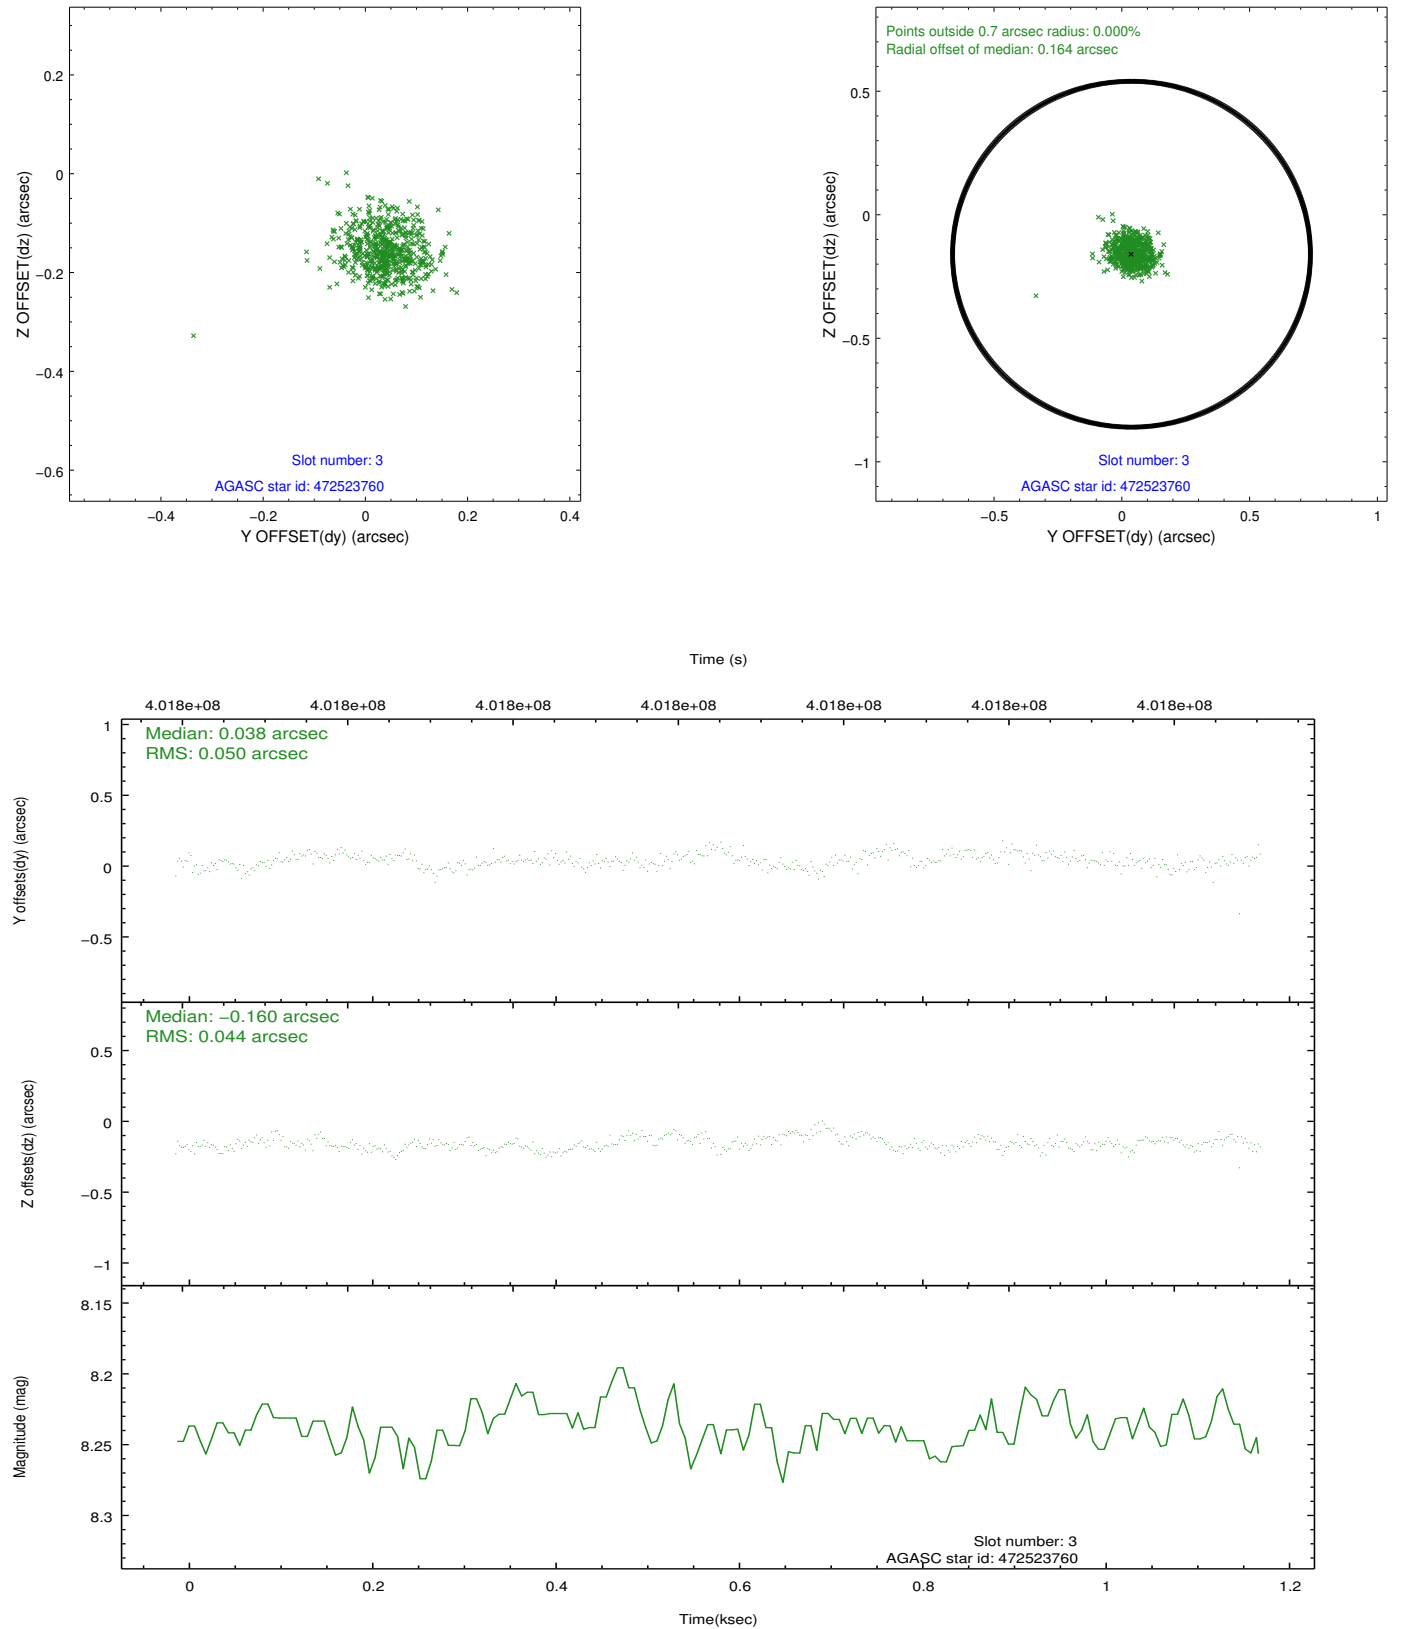 0.2
0
−0.2
−0.4
−0.6
Z OFFSET(dz) (arcsec)
Slot number: 3
AGASC star id: 472523760
−0.4 −0.2 0 0.2 0.4
Y OFFSET(dy) (arcsec)
Points outside 0.7 arcsec radius: 0.000%
Radial offset of median: 0.164 arcsec
0.5
0
−0.5
−1
Z OFFSET(dz) (arcsec)
Slot number: 3
AGASC star id: 472523760
−0.5 0 0.5 1
Y OFFSET(dy) (arcsec)
Time (s)
4.018e+08 4.018e+08 4.018e+08 4.018e+08 4.018e+08 4.018e+08 4.018e+08
Median: 0.038 arcsec
RMS: 0.050 arcsec
1
0.5
0
−0.5
Y offsets(dy) (arcsec)
Median: −0.160 arcsec
RMS: 0.044 arcsec
0.5
0
−0.5
−1
Z offsets(dz) (arcsec)
8.15
8.2
8.25
8.3
Magnitude (mag)
Slot number: 3
AGASC star id: 472523760
0 0.2 0.4 0.6 0.8 1 1.2
Time(ksec)